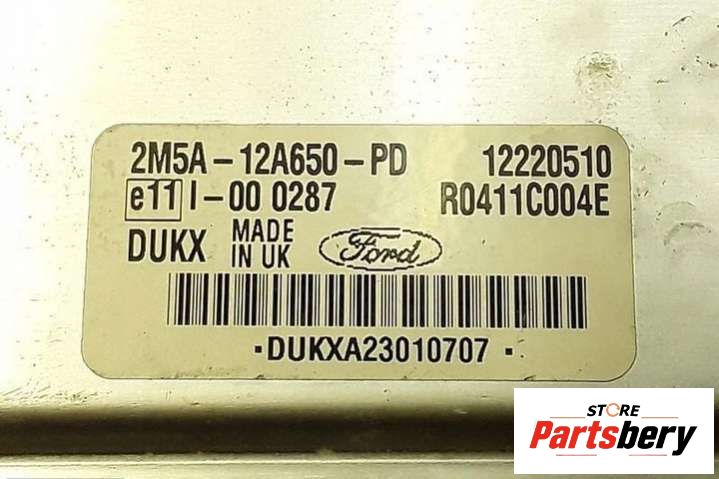 2M5A-12A650-PD 12220510
e11 I-00 0287 R0411C004E
DUKX MADE IN UK Ford
·DUKXA23010707·
STORE
Partsbery